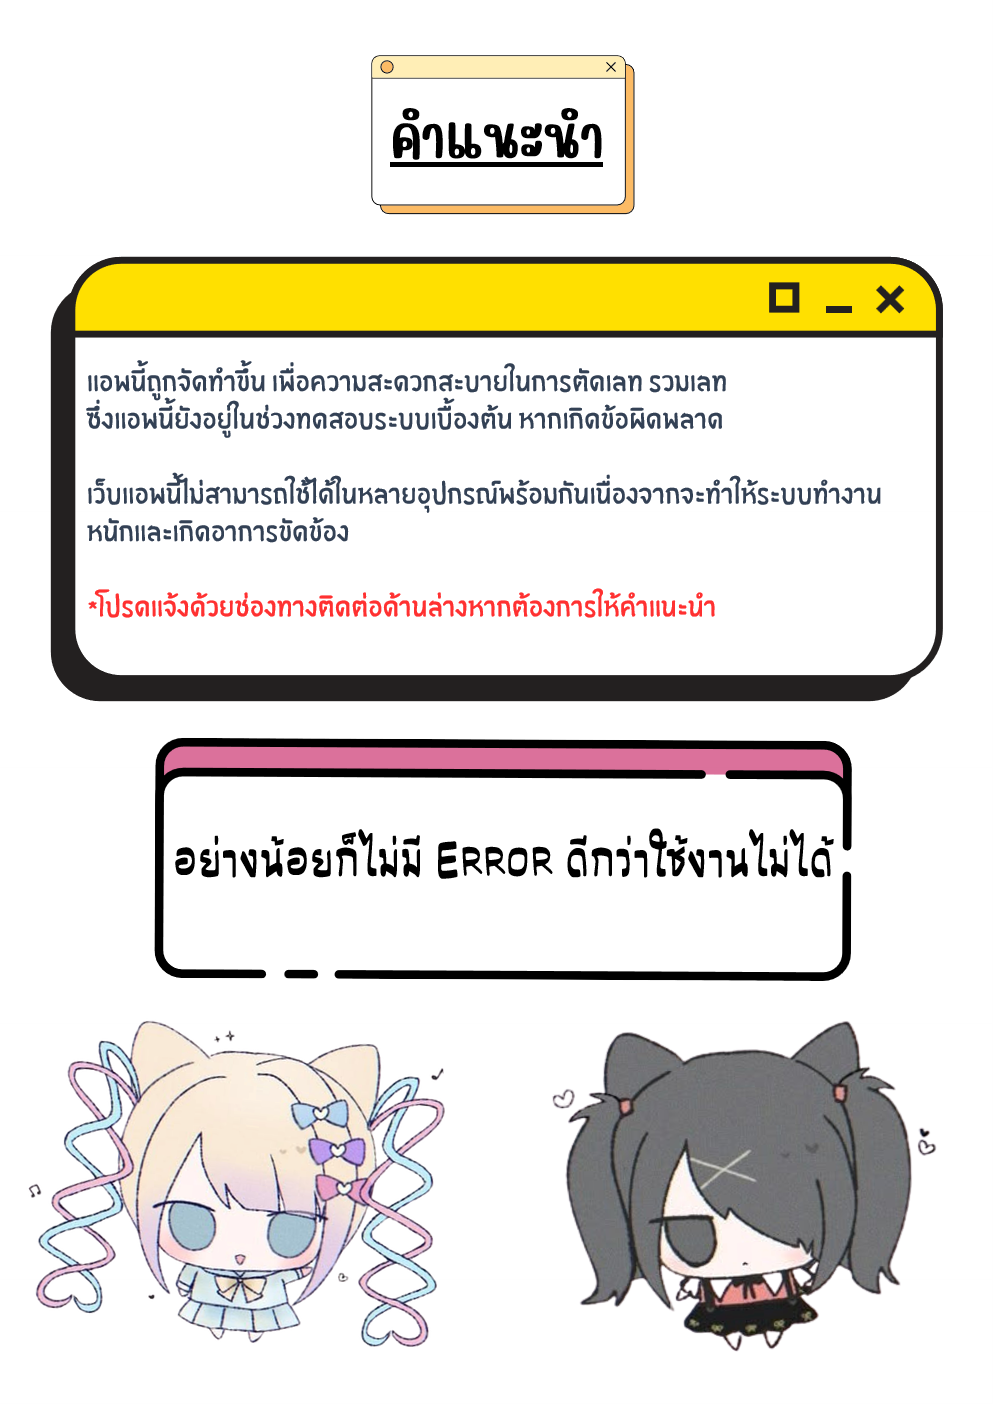 คำแนะนำ
แอพนี้ถูกจัดทำขึ้น เพื่อความสะดวกสะบายในการตัดเลท รวมเลท
ซึ่งแอพนี้ยังอยู่ในช่วงทดสอบระบบเบื้องต้น หากเกิดข้อผิดพลาด
เว็บแอพนี้ไม่สามารถใช้ได้ในหลายอุปกรณ์พร้อมกันเนื่องจากจะทำให้ระบบทำงาน
หนักและเกิดอาการขัดข้อง
*โปรดแจ้งด้วยช่องทางติดต่อด้านล่างหากต้องการให้คำแนะนำ
อย่างน้อยก็ไม่มี ERROR ดีกว่าใช้งานไม่ได้